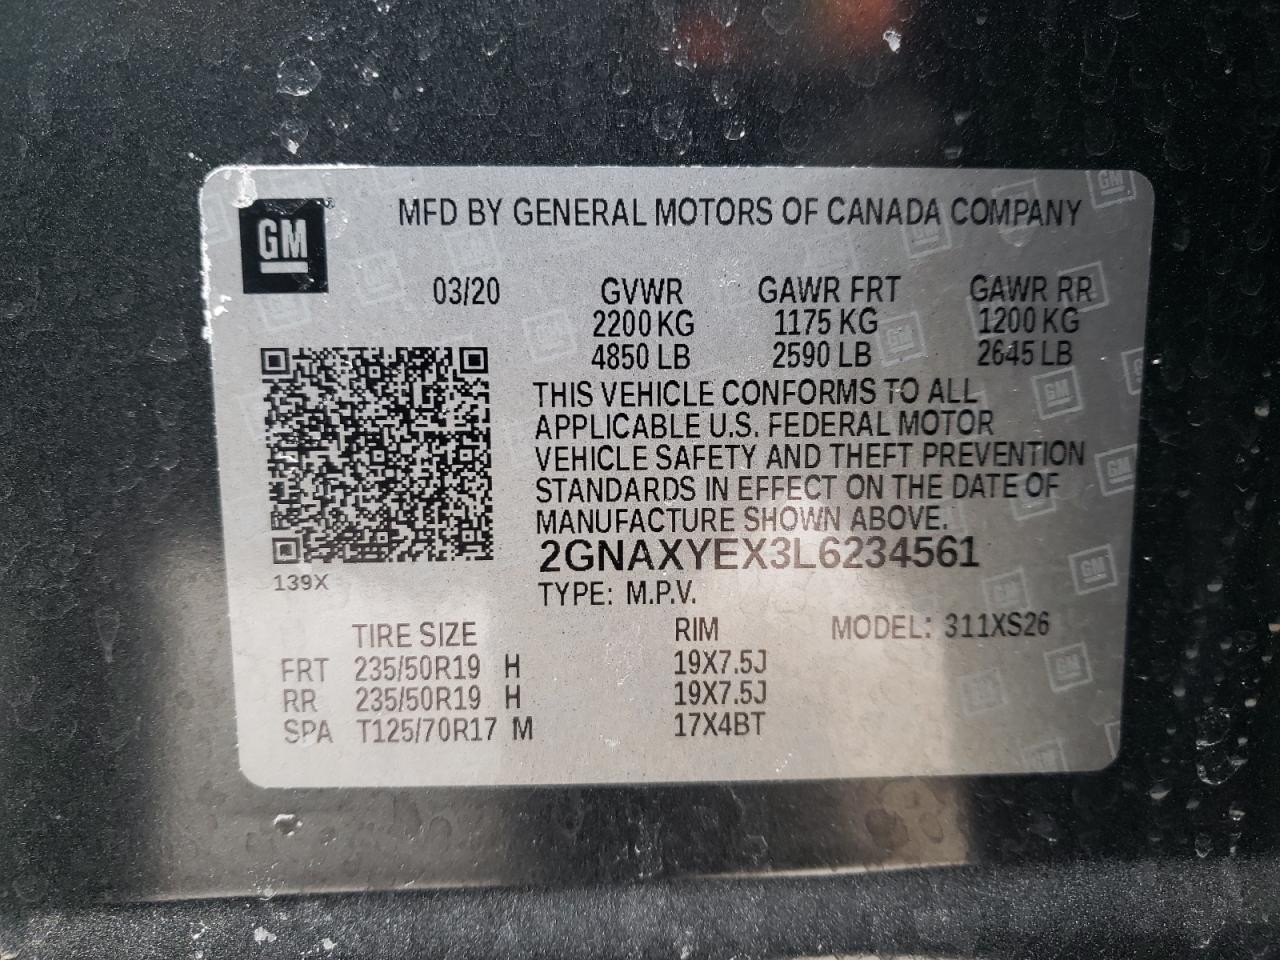 GM MFD BY GENERAL MOTORS OF CANADA COMPANY
03/20 GVWR GAWR FRT GAWR RR
2200 KG 1175 KG 1200 KG
4850 LB 2590 LB 2645 LB
THIS VEHICLE CONFORMS TO ALL
APPLICABLE U.S. FEDERAL MOTOR
VEHICLE SAFETY AND THEFT PREVENTION
STANDARDS IN EFFECT ON THE DATE OF
MANUFACTURE SHOWN ABOVE.
2GNAXYEX3L6234561
139X
TYPE: M.P.V.
TIRE SIZE RIM MODEL: 311XS26
FRT 235/50R19 H 19X7.5J
RR 235/50R19 H 19X7.5J
SPA T125/70R17 M 17X4BT